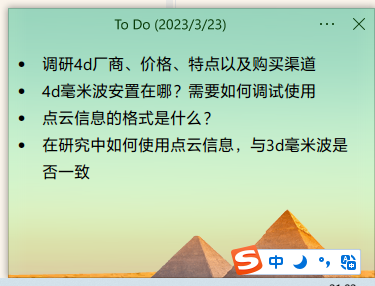 To Do (2023/3/23)
调研4d厂商、价格、特点以及购买渠道
4d毫米波安置在哪？需要如何调试使用
点云信息的格式是什么？
在研究中如何使用点云信息，与3d毫米波是
否一致
中